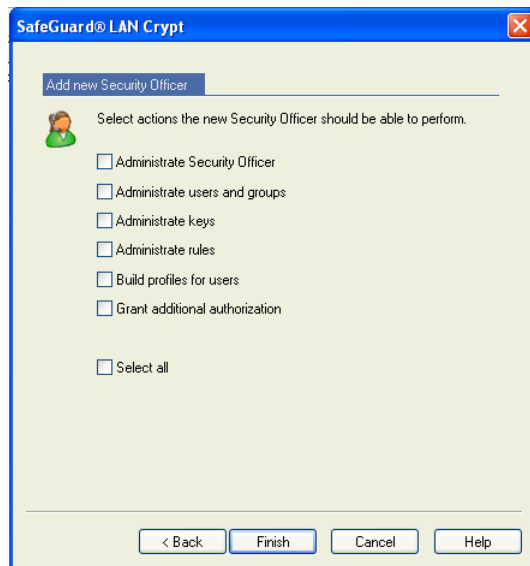 SafeGuard® LAN Crypt
Add new Security Officer
Select actions the new Security Officer should be able to perform.
Administrate Security Officer
Administrate users and groups
Administrate keys
Administrate rules
Build profiles for users
Grant additional authorization
Select all
< Back Finish Cancel Help